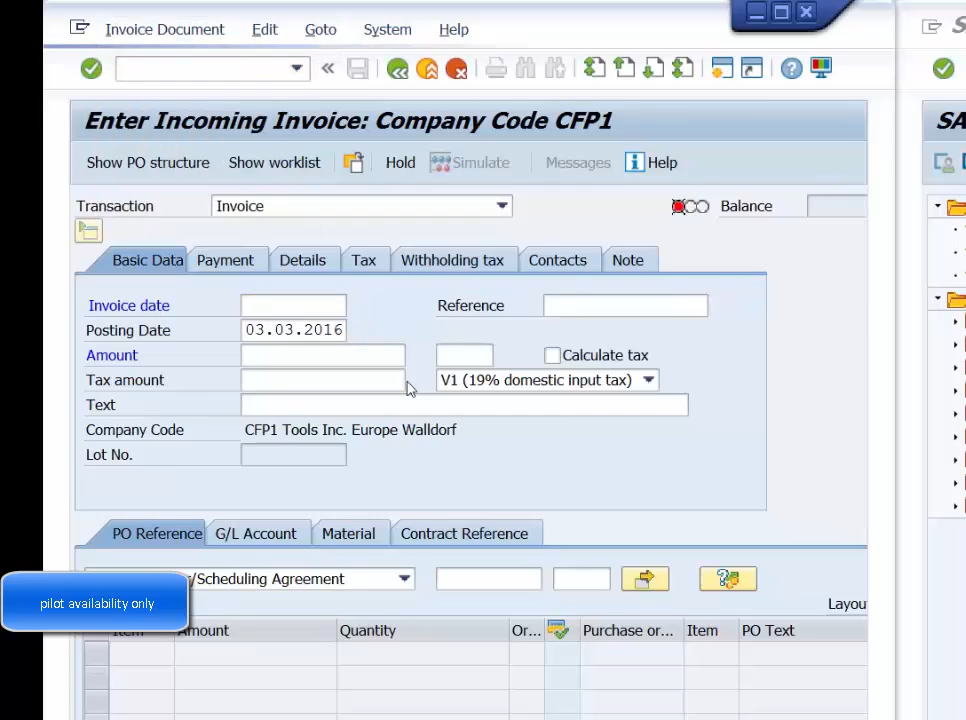 Invoice Document Edit Goto System Help
Enter Incoming Invoice: Company Code CFP1
SA
Show PO structure Show worklist Hold Simulate Messages Help
Transaction Invoice Balance
Basic Data Payment Details Tax Withholding tax Contacts Note
Invoice date Reference
Posting Date 03.03.2016
Amount Calculate tax
Tax amount V1 (19% domestic input tax)
Text
Company Code CFP1 Tools Inc. Europe Walldorf
Lot No.
PO Reference G/L Account Material Contract Reference
/Scheduling Agreement
pilot availability only
Layou
Item Amount Quantity Or... Purchase or... Item PO Text